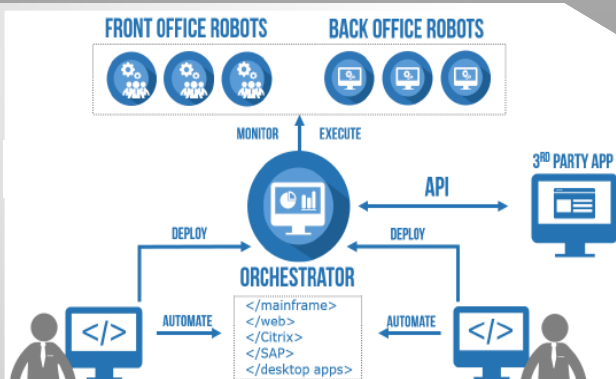 FRONT OFFICE ROBOTS
BACK OFFICE ROBOTS
MONITOR
EXECUTE
3RD PARTY APP
API
DEPLOY
DEPLOY
ORCHESTRATOR
</mainframe>
</web>
</Citrix>
</SAP>
</desktop apps>
AUTOMATE
AUTOMATE
</>
</>